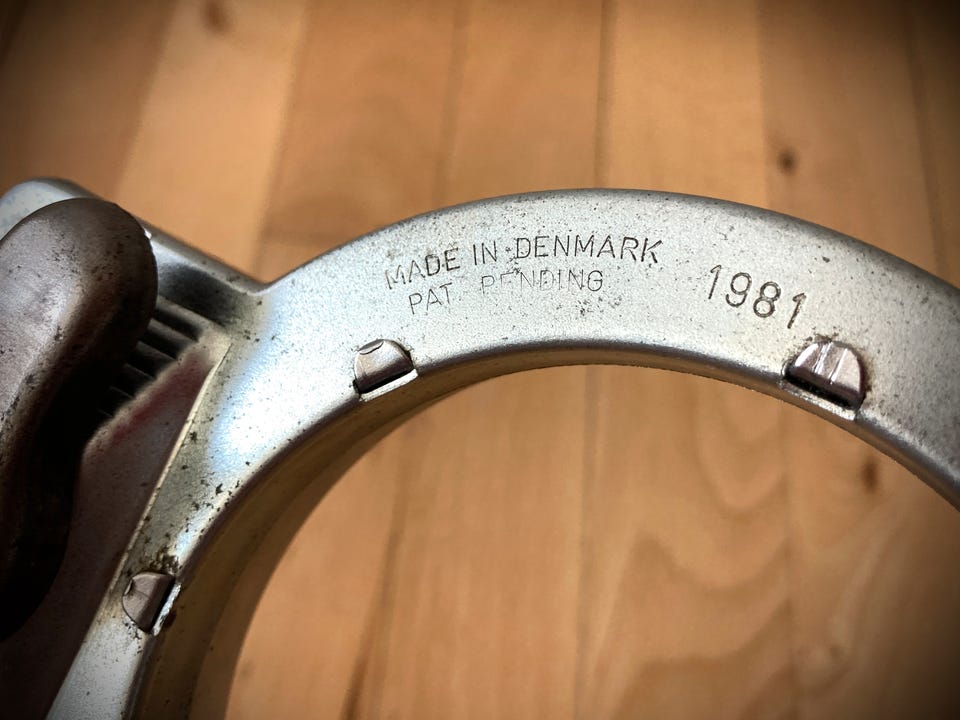 MADE IN DENMARK
PAT. PENDING
1981